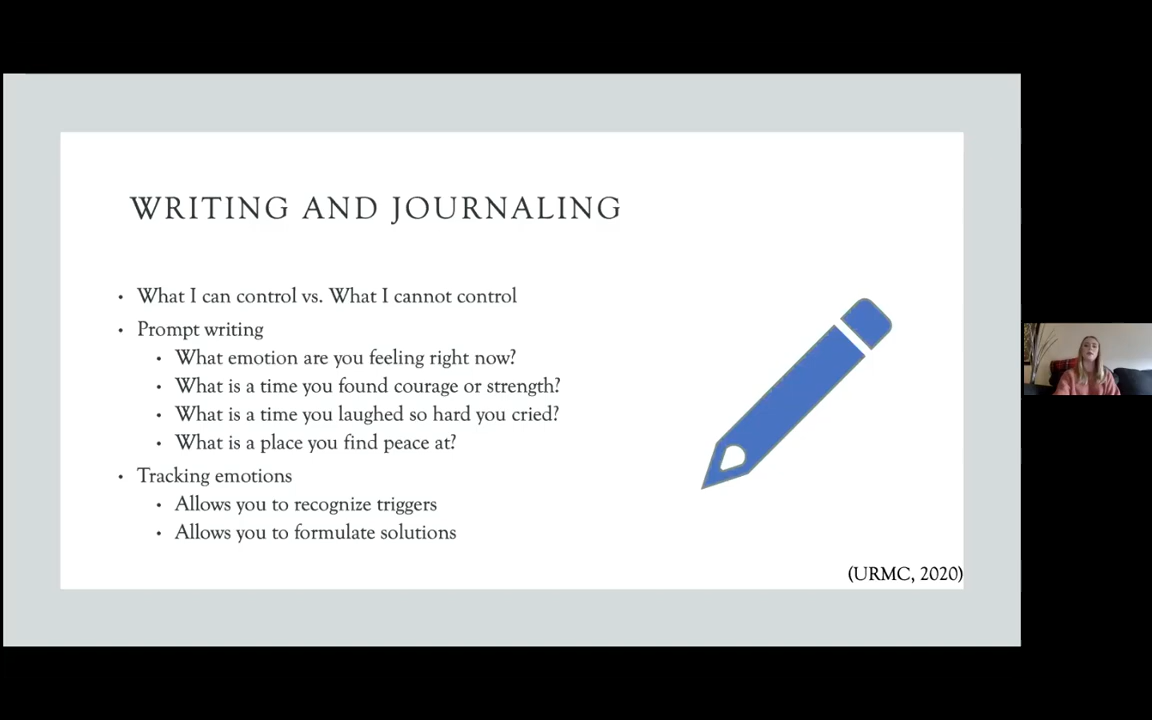 WRITING AND JOURNALING
• What I can control vs. What I cannot control
• Prompt writing
• What emotion are you feeling right now?
• What is a time you found courage or strength?
• What is a time you laughed so hard you cried?
• What is a place you find peace at?
• Tracking emotions
• Allows you to recognize triggers
• Allows you to formulate solutions
(URMC, 2020)